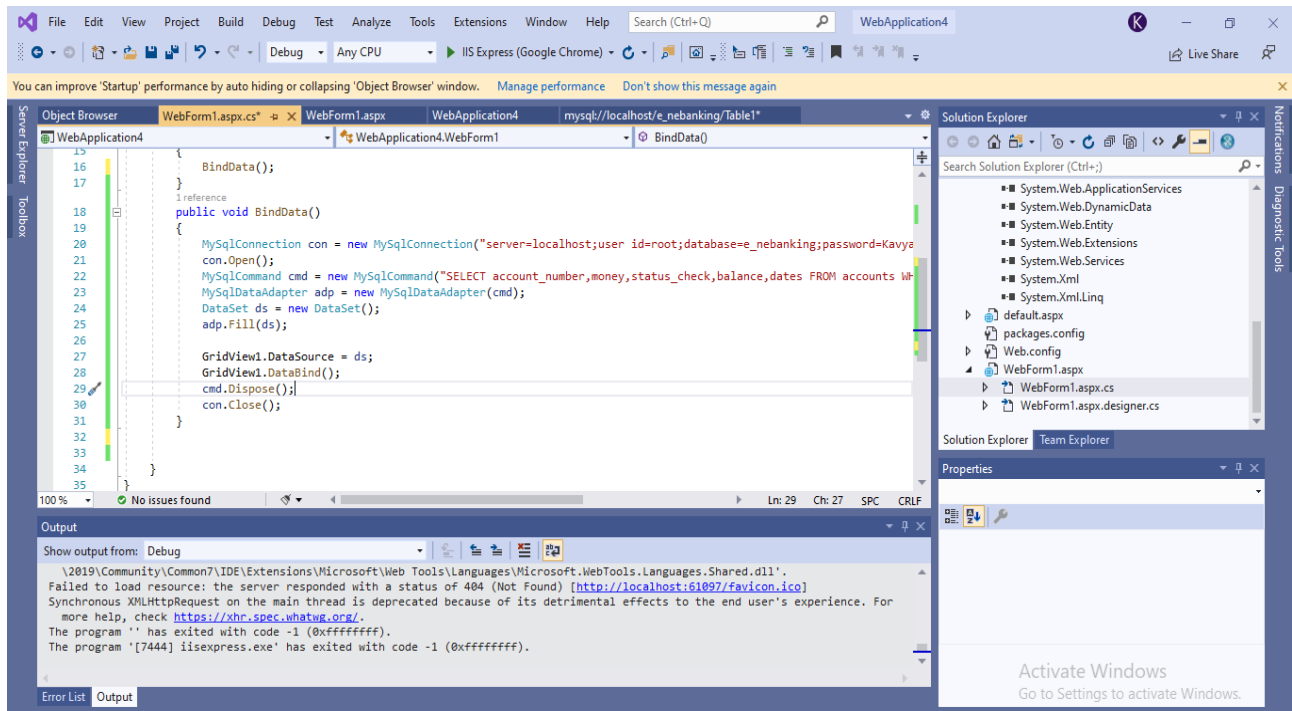 File Edit View Project Build Debug Test Analyze Tools Extensions Window Help Search (Ctrl+Q) WebApplication4 K
Debug Any CPU IIS Express (Google Chrome) Live Share
You can improve 'Startup' performance by auto hiding or collapsing 'Object Browser' window. Manage performance Don't show this message again
Server Explorer
Toolbox
Object Browser WebForm1.aspx.cs* WebForm1.aspx WebApplication4 mysql://localhost/e_nebanking/Table1*
WebApplication4 WebApplication4.WebForm1 BindData()
15 {
16 BindData();
17 }
1 reference
18 public void BindData()
19 {
20 MySqlConnection con = new MySqlConnection("server=localhost;user id=root;database=e_nebanking;password=Kavya
21 con.Open();
22 MySqlCommand cmd = new MySqlCommand("SELECT account_number,money,status_check,balance,dates FROM accounts WH
23 MySqlDataAdapter adp = new MySqlDataAdapter(cmd);
24 DataSet ds = new DataSet();
25 adp.Fill(ds);
26
27 GridView1.DataSource = ds;
28 GridView1.DataBind();
29 cmd.Dispose();
30 con.Close();
31 }
32
33
34 }
35 }
100 % No issues found Ln: 29 Ch: 27 SPC CRLF
Output
Show output from: Debug
\2019\Community\Common7\IDE\Extensions\Microsoft\Web Tools\Languages\Microsoft.WebTools.Languages.Shared.dll'.
Failed to load resource: the server responded with a status of 404 (Not Found) [http://localhost:61097/favicon.ico]
Synchronous XMLHttpRequest on the main thread is deprecated because of its detrimental effects to the end user's experience. For
more help, check https://xhr.spec.whatwg.org/.
The program '' has exited with code -1 (0xffffffff).
The program '[7444] iisexpress.exe' has exited with code -1 (0xffffffff).
Error List Output
Solution Explorer
Search Solution Explorer (Ctrl+;)
System.Web.ApplicationServices
System.Web.DynamicData
System.Web.Entity
System.Web.Extensions
System.Web.Services
System.Xml
System.Xml.Linq
default.aspx
packages.config
Web.config
WebForm1.aspx
WebForm1.aspx.cs
WebForm1.aspx.designer.cs
Solution Explorer Team Explorer
Properties
Notifications
Diagnostic Tools
Activate Windows
Go to Settings to activate Windows.